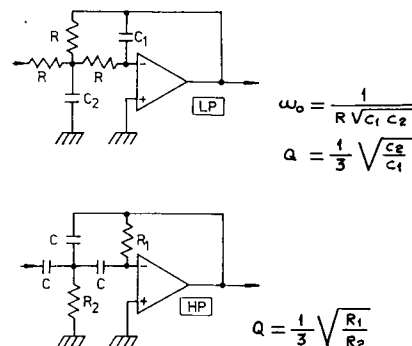 R
C₁
R
R
−
C₂
+
LP
ω₀ = 1 / R √C₁ C₂
Q = 1/3 √C₂/C₁
C
R₁
C
C
−
R₂
+
HP
Q = 1/3 √R₁/R₂